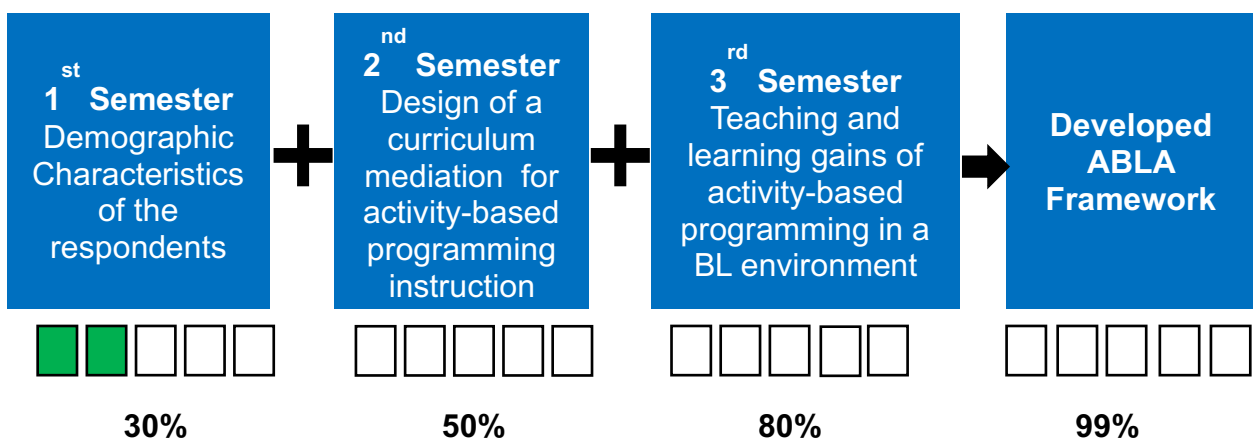 1st Semester
Demographic
Characteristics
of the
respondents
2nd Semester
Design of a
curriculum
mediation for
activity-based
programming
instruction
3rd Semester
Teaching and
learning gains of
activity-based
programming in a
BL environment
Developed
ABLA
Framework
30%
50%
80%
99%